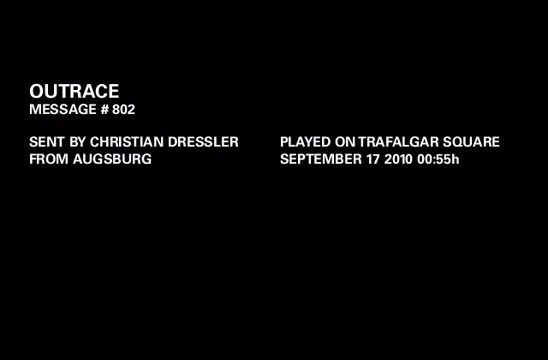 OUTRACE
MESSAGE # 802
SENT BY CHRISTIAN DRESSLER
FROM AUGSBURG
PLAYED ON TRAFALGAR SQUARE
SEPTEMBER 17 2010 00:55h